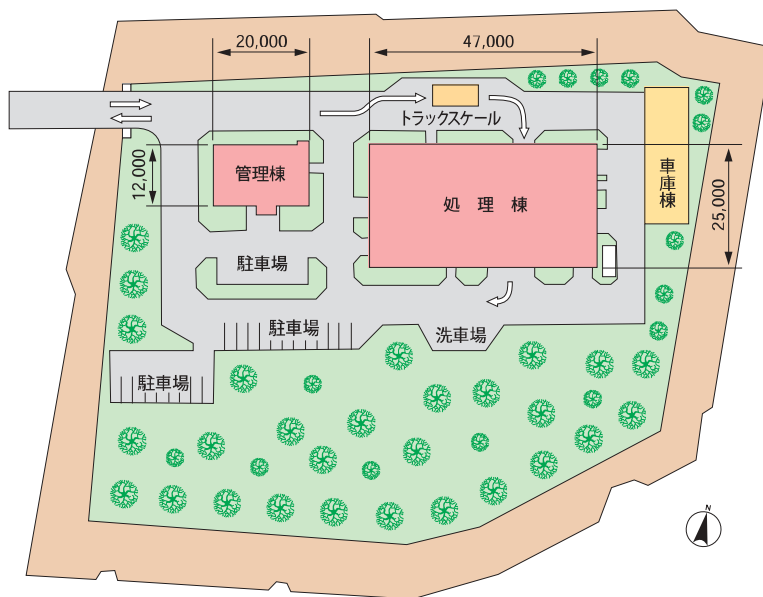 20,000
47,000
トラックスケール
管理棟
12,000
処理棟
車庫棟
25,000
駐車場
駐車場
洗車場
駐車場
N